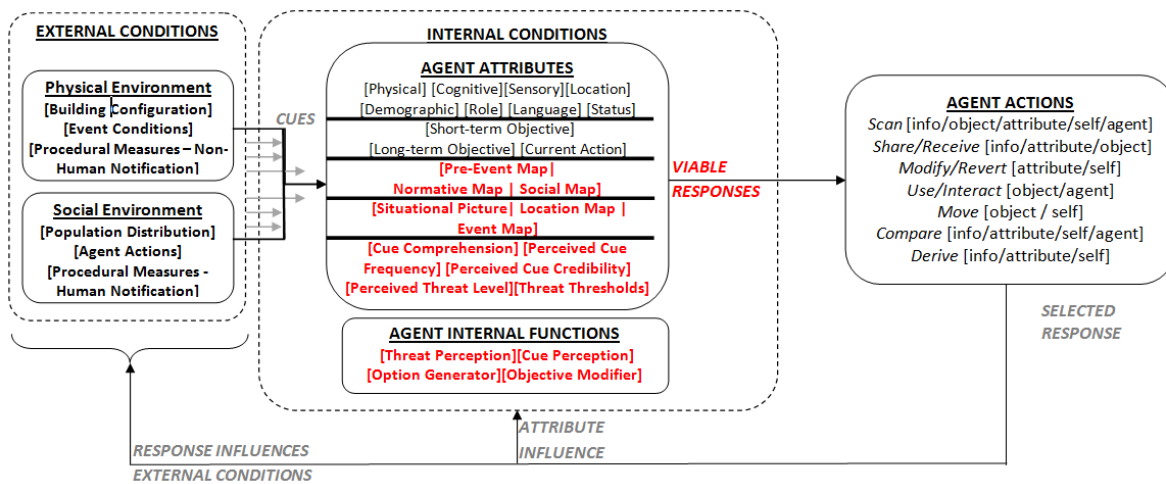 EXTERNAL CONDITIONS
Physical Environment
[Building Configuration]
[Event Conditions]
[Procedural Measures – Non-
Human Notification]
Social Environment
[Population Distribution]
[Agent Actions]
[Procedural Measures -
Human Notification]
CUES
INTERNAL CONDITIONS
AGENT ATTRIBUTES
[Physical] [Cognitive][Sensory][Location]
[Demographic] [Role] [Language] [Status]
[Short-term Objective]
[Long-term Objective] [Current Action]
[Pre-Event Map|
Normative Map | Social Map]
[Situational Picture| Location Map |
Event Map]
[Cue Comprehension] [Perceived Cue
Frequency] [Perceived Cue Credibility]
[Perceived Threat Level][Threat Thresholds]
AGENT INTERNAL FUNCTIONS
[Threat Perception][Cue Perception]
[Option Generator][Objective Modifier]
VIABLE
RESPONSES
AGENT ACTIONS
Scan [info/object/attribute/self/agent]
Share/Receive [info/attribute/object]
Modify/Revert [attribute/self]
Use/Interact [object/agent]
Move [object / self]
Compare [info/attribute/self/agent]
Derive [info/attribute/self]
SELECTED
RESPONSE
ATTRIBUTE
INFLUENCE
RESPONSE INFLUENCES
EXTERNAL CONDITIONS